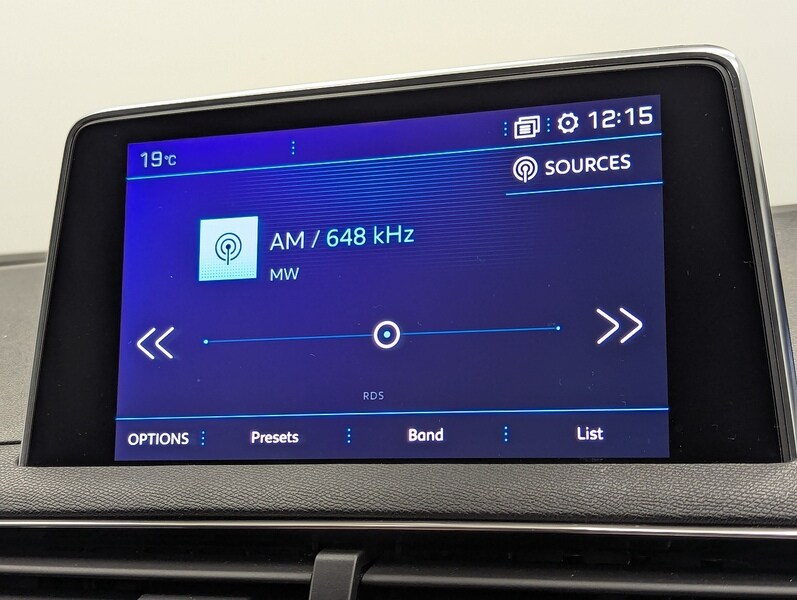 19°C
12:15
SOURCES
AM / 648 kHz
MW
RDS
OPTIONS
Presets
Band
List